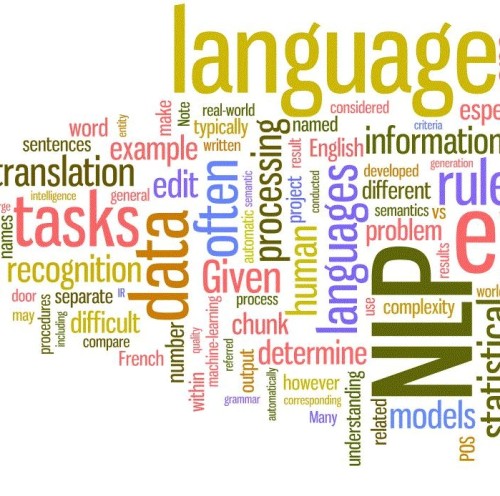 language
considered
espe
real-world
make
Note
entity
word
typically
named
criteria
sentences
written
English
information
translation
example
processing
result
generation
intelligence
general
edit
often
automatic
semantic
project
conducted
languages
developed
different
rule
names
tasks
data
semantics
vs
human
problem
e
results
recognition
Given
door
separate
IR
process
NLP
use
complexity
world
may
procedures
including
difficult
number
quality
machine-learning
referred
chunk
statistical
compare
French
within
output
determine
automatically
grammar
however
corresponding
Many
understanding
related
models
POS